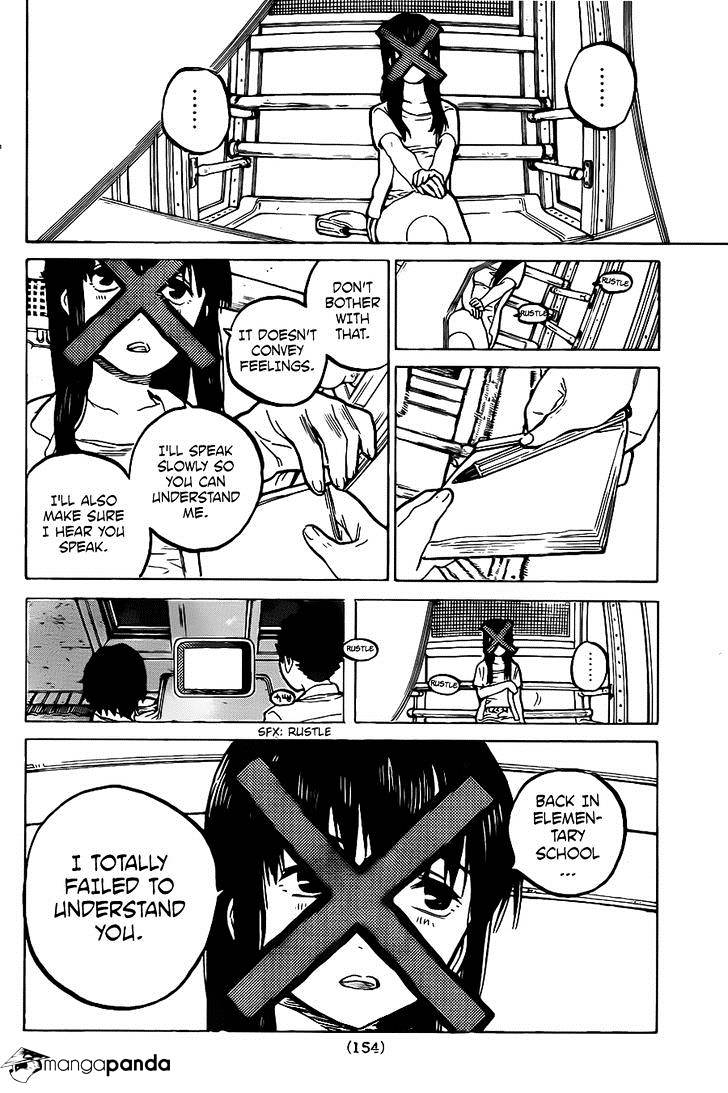 ......
......
RUSTLE
RUSTLE
DON'T
BOTHER
WITH
THAT.
IT DOESN'T
CONVEY
FEELINGS.
I'LL SPEAK
SLOWLY SO
YOU CAN
UNDERSTAND
ME.
I'LL ALSO
MAKE SURE
I HEAR YOU
SPEAK.
......
RUSTLE
RUSTLE
SFX: RUSTLE
BACK IN
ELEMEN-
TARY
SCHOOL
...
I TOTALLY
FAILED TO
UNDERSTAND
YOU.
(154)
mangapanda